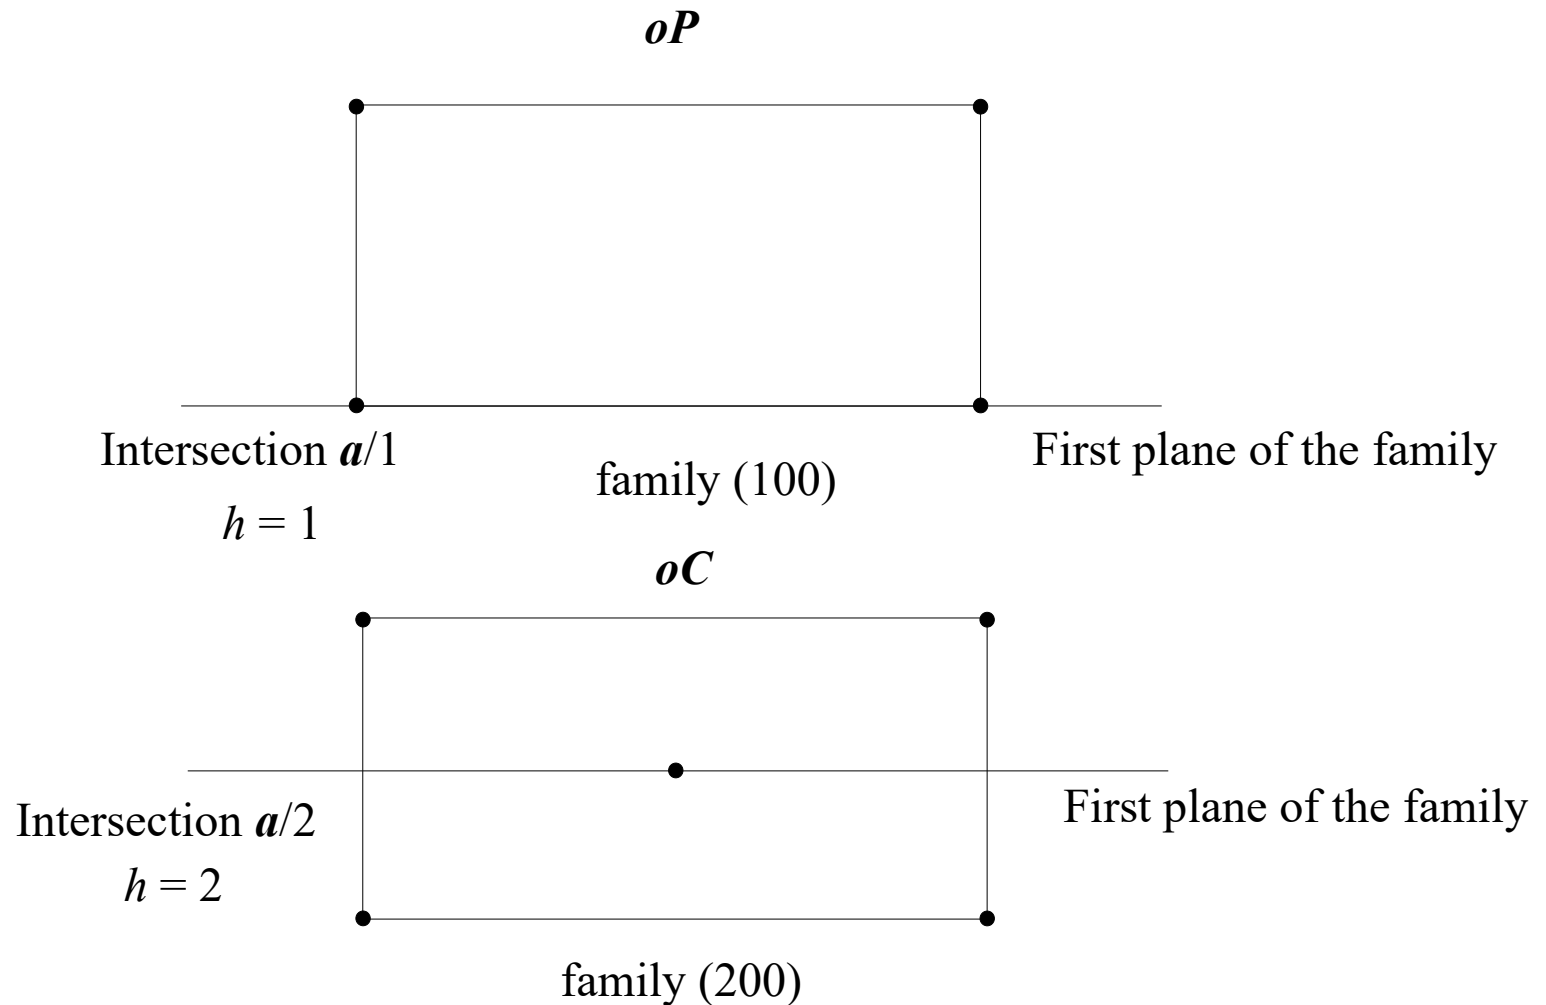 oP
Intersection a/1
family (100)
First plane of the family
h = 1
oC
Intersection a/2
First plane of the family
h = 2
family (200)